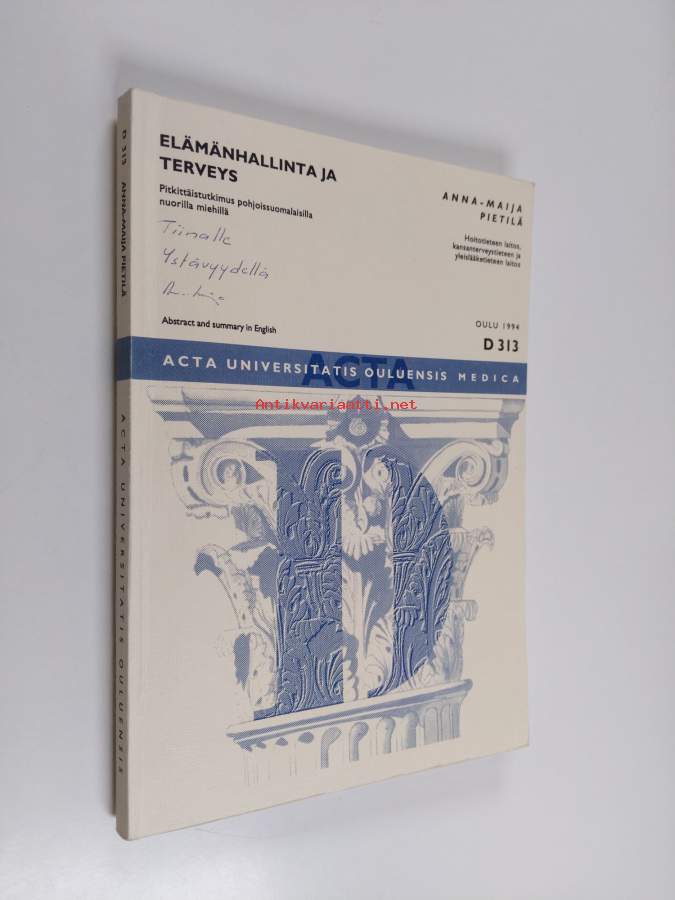 ELÄMÄNHALLINTA JA
TERVEYS
Pitkittäistutkimus pohjoissuomalaisilla
nuorilla miehillä
Tiinalle
Ystävyydellä
Abstract and summary in English
ANNA-MAIJA
PIETILÄ
Hoitotieteen laitos,
kansanterveystieteen ja
yleislääketieteen laitos
OULU 1994
D 313
ACTA
ACTA UNIVERSITATIS OULUENSIS MEDICA
Antikvariaatti.net
D 313 ANNA-MAIJA PIETILÄ
ACTA UNIVERSITATIS OULUENSIS